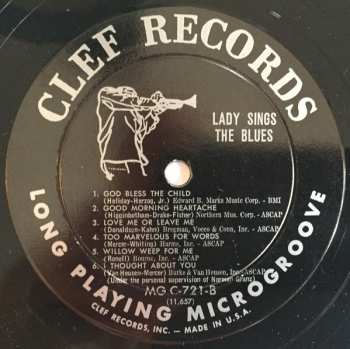 CLEF RECORDS
LADY SINGS
THE BLUES
1. GOD BLESS THE CHILD
(Holiday-Herzog, Jr.) Edward B. Marks Music Corp. - BMI
2. GOOD MORNING HEARTACHE
(Higginbotham-Drake-Fisher) Northern Mus. Corp. - ASCAP
3. LOVE ME OR LEAVE ME
(Donaldson-Kahn) Bregman, Vocco & Conn, Inc. - ASCAP
4. TOO MARVELOUS FOR WORDS
(Mercer-Whiting) Harms, Inc. - ASCAP
5. WILLOW WEEP FOR ME
(Ronell) Bourne, Inc. - ASCAP
6. I THOUGHT ABOUT YOU
(Van Heusen-Mercer) Burke & Van Heusen, Inc. - ASCAP
(Under the personal supervision of Norman Granz)
MG C-721-B
(11,657)
LONG PLAYING MICROGROOVE
CLEF RECORDS, INC. — MADE IN U.S.A.